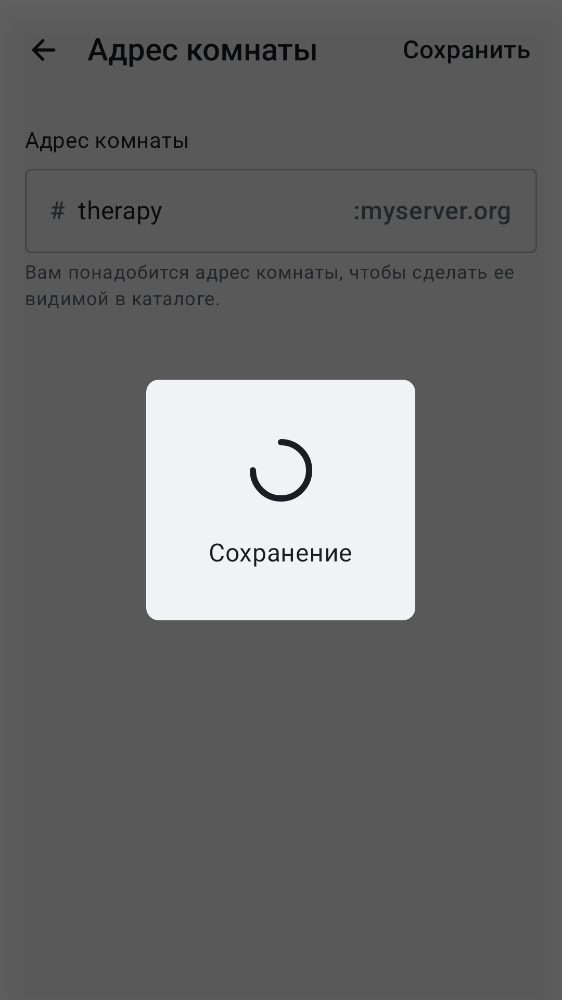 Адрес комнаты
Сохранить
Адрес комнаты
# therapy :myserver.org
Вам понадобится адрес комнаты, чтобы сделать ее
видимой в каталоге.
Сохранение